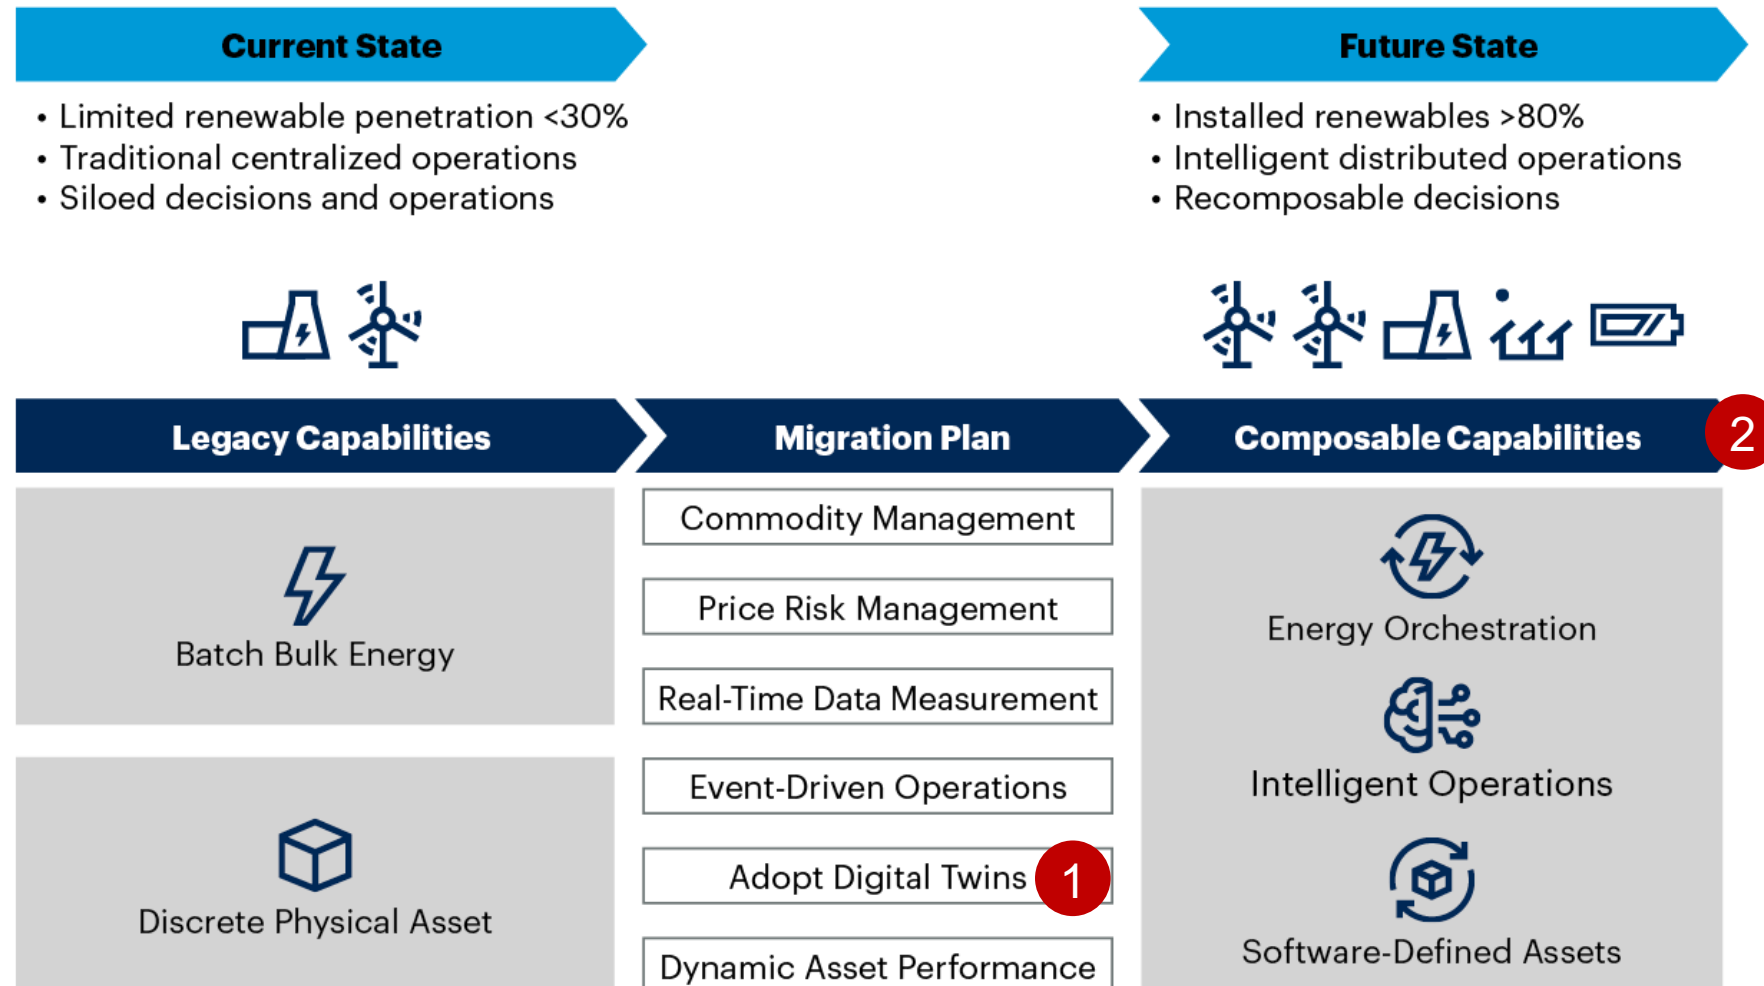 Current State
• Limited renewable penetration <30%
• Traditional centralized operations
• Siloed decisions and operations
Future State
• Installed renewables >80%
• Intelligent distributed operations
• Recomposable decisions
Legacy Capabilities
Migration Plan
Composable Capabilities
2
Batch Bulk Energy
Discrete Physical Asset
Commodity Management
Price Risk Management
Real-Time Data Measurement
Event-Driven Operations
Adopt Digital Twins
1
Dynamic Asset Performance
Energy Orchestration
Intelligent Operations
Software-Defined Assets